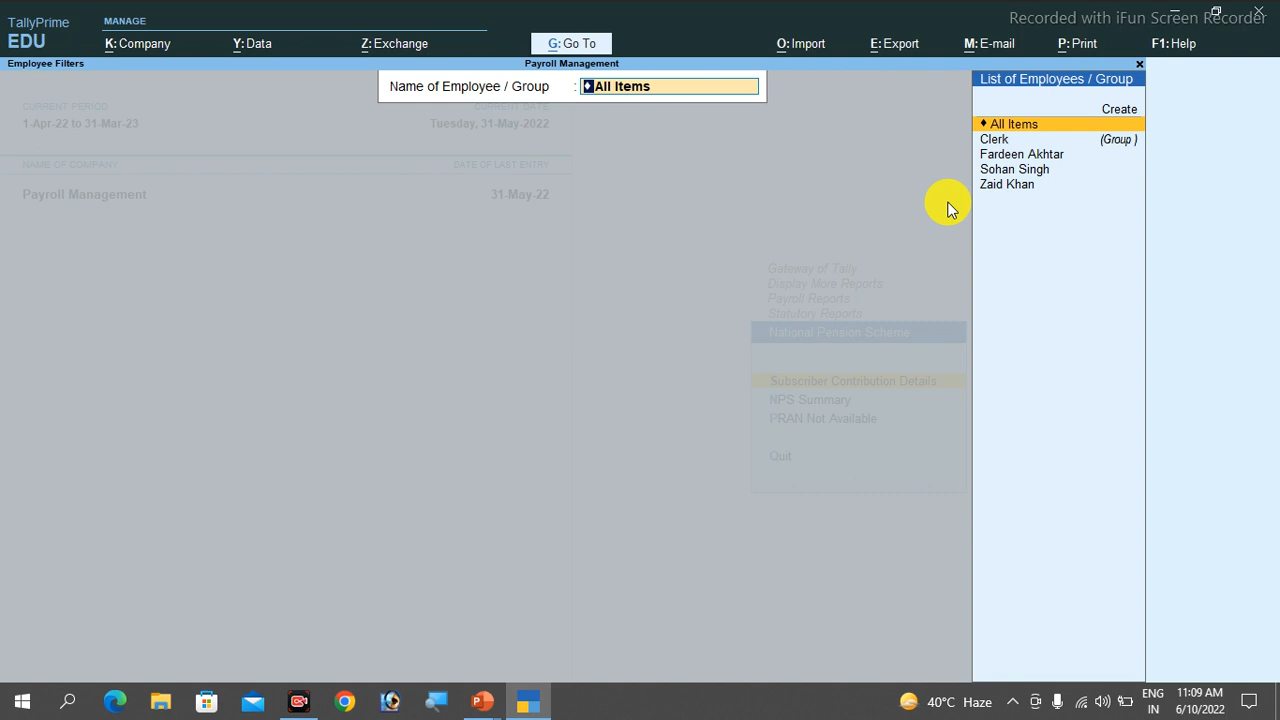 TallyPrime
EDU
MANAGE
K:Company
Y:Data
Z:Exchange
G:Go To
O:Import
E:Export
M:E-mail
P:Print
F1:Help
Recorded with iFun Screen Recorder
Employee Filters
Payroll Management
Name of Employee / Group : ♦All Items
CURRENT PERIOD
CURRENT DATE
1-Apr-22 to 31-Mar-23
Tuesday, 31-May-2022
NAME OF COMPANY
DATE OF LAST ENTRY
Payroll Management
31-May-22
Gateway of Tally
Display More Reports
Payroll Reports
Statutory Reports
National Pension Scheme
Subscriber Contribution Details
NPS Summary
PRAN Not Available
Quit
List of Employees / Group
Create
♦ All Items
Clerk (Group )
Fardeen Akhtar
Sohan Singh
Zaid Khan
40°C Haze
ENG
IN
11:09 AM
6/10/2022